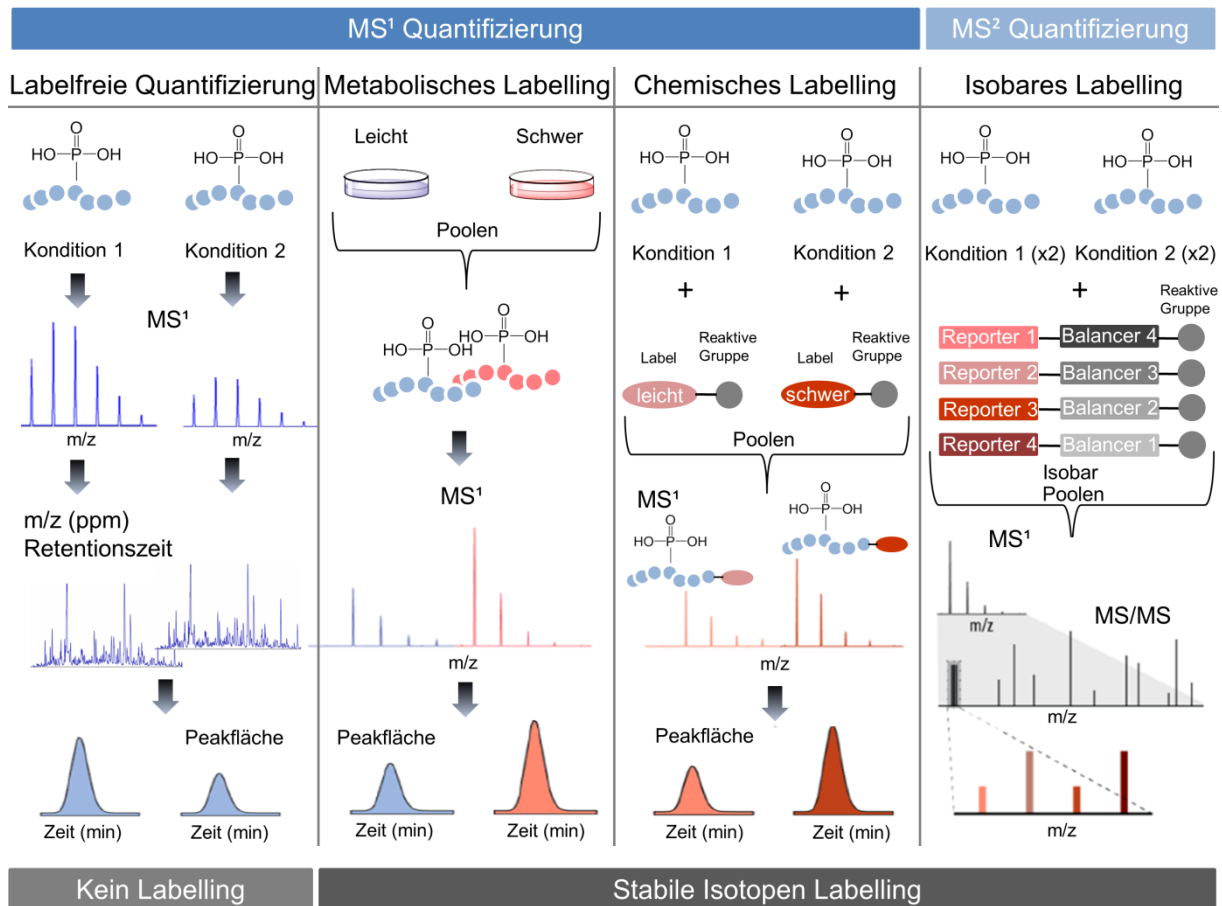 MS¹ Quantifizierung
MS² Quantifizierung
Labelfreie Quantifizierung
Metabolisches Labelling
Chemisches Labelling
Isobares Labelling
O
HO P OH
O
HO P OH
Kondition 1
Kondition 2
MS¹
m/z
m/z
m/z (ppm)
Retentionszeit
Peakfläche
Zeit (min)
Zeit (min)
Leicht
Schwer
Poolen
O
HO P OH
O
HO P OH
MS¹
m/z
Peakfläche
Zeit (min)
Zeit (min)
O
HO P OH
O
HO P OH
Kondition 1
Kondition 2
+
+
Label
Reaktive
Gruppe
Label
Reaktive
Gruppe
leicht
schwer
Poolen
MS¹
O
HO P OH
O
HO P OH
m/z
Peakfläche
Zeit (min)
Zeit (min)
O
HO P OH
O
HO P OH
Kondition 1 (x2)
Kondition 2 (x2)
+
Reaktive
Gruppe
Reporter 1
Balancer 4
Reporter 2
Balancer 3
Reporter 3
Balancer 2
Reporter 4
Balancer 1
Isobar
Poolen
MS¹
m/z
MS/MS
m/z
m/z
Kein Labelling
Stabile Isotopen Labelling